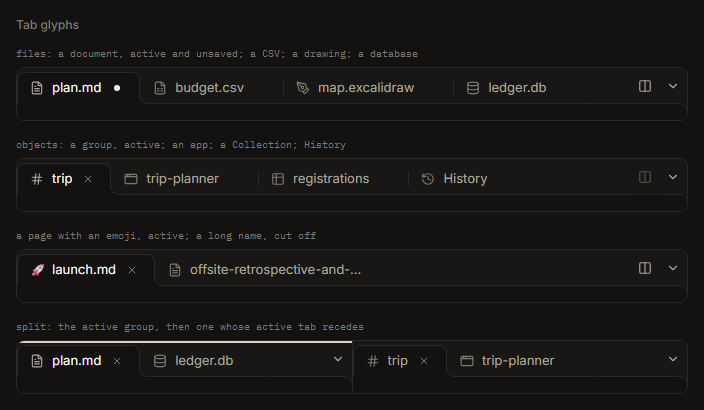 Tab glyphs
files: a document, active and unsaved; a CSV; a drawing; a database
plan.md budget.csv map.excalidraw ledger.db
objects: a group, active; an app; a Collection; History
trip trip-planner registrations History
a page with an emoji, active; a long name, cut off
🚀 launch.md offsite-retrospective-and-...
split: the active group, then one whose active tab recedes
plan.md ledger.db trip trip-planner